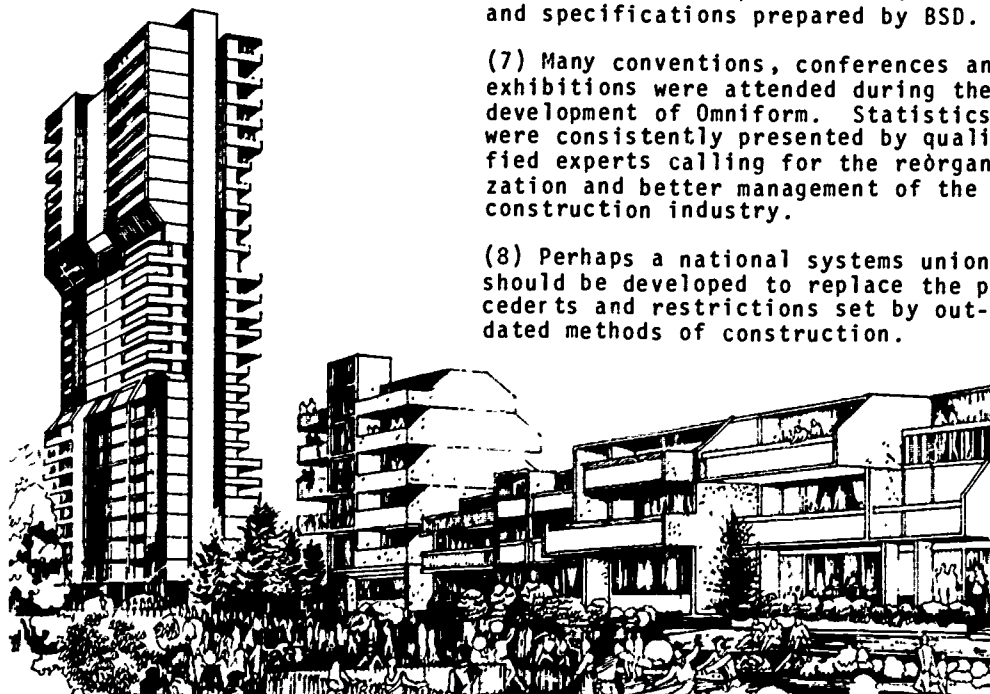 and specifications prepared by BSD.
(7) Many conventions, conferences an
exhibitions were attended during the
development of Omniform. Statistics
were consistently presented by quali
fied experts calling for the reòrgan
zation and better management of the
construction industry.
(8) Perhaps a national systems union
should be developed to replace the p
cederts and restrictions set by out-
dated methods of construction.